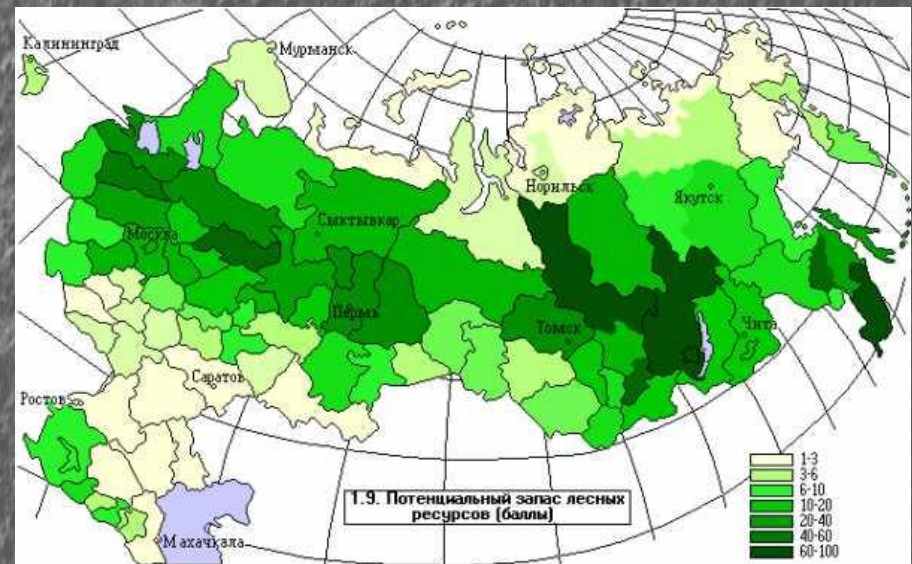 Калининград
Мурманск
Норильск
Якутск
Сыктывкар
Москва
Пермь
Томск
Чита
Саратов
Ростов
Махачкала
1.9. Потенциальный запас лесных
ресурсов (баллы)
1-3
3-6
6-10
10-20
20-40
40-60
60-100